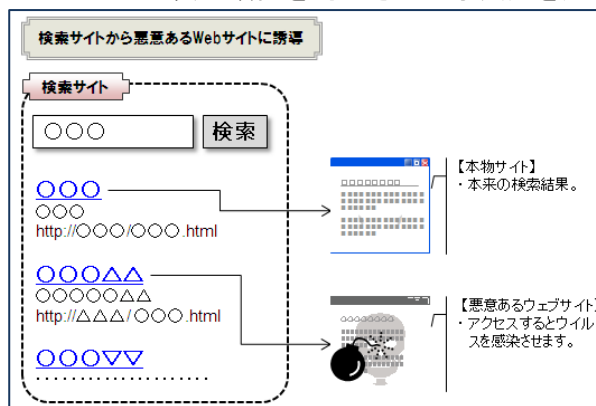 検索サイトから悪意あるWebサイトに誘導
検索サイト
○○○
検索
○○○
○○○
http://○○○/○○○.html
○○○△△
○○○○○△△
http://△△△/○○○.html
○○○▽▽
【本物サイト】
・本来の検索結果。
【悪意あるウェブサイト】
・アクセスするとウイル
スを感染させます。